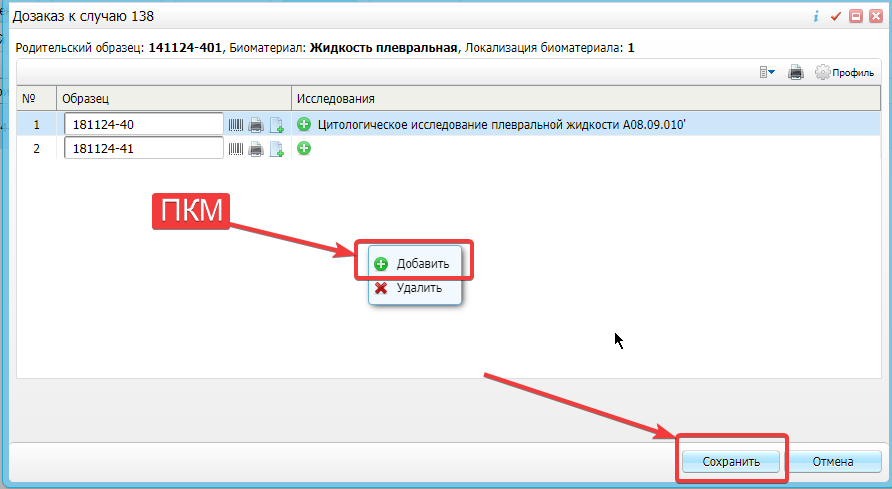 Дозаказ к случаю 138
Родительский образец: 141124-401, Биоматериал: Жидкость плевральная, Локализация биоматериала: 1
Профиль
№ Образец Исследования
1 181124-40 Цитологическое исследование плевральной жидкости A08.09.010'
2 181124-41
ПКМ
Добавить
Удалить
Сохранить Отмена